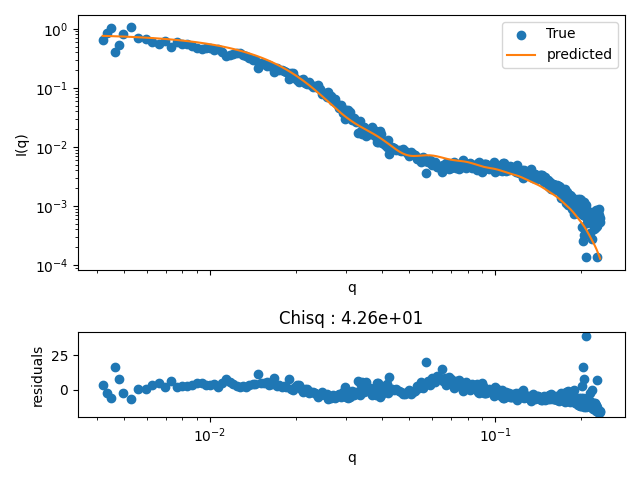 True
predicted
10⁰
10⁻¹
10⁻²
10⁻³
10⁻⁴
I(q)
q
Chisq : 4.26e+01
25
0
residuals
10⁻²
10⁻¹
q